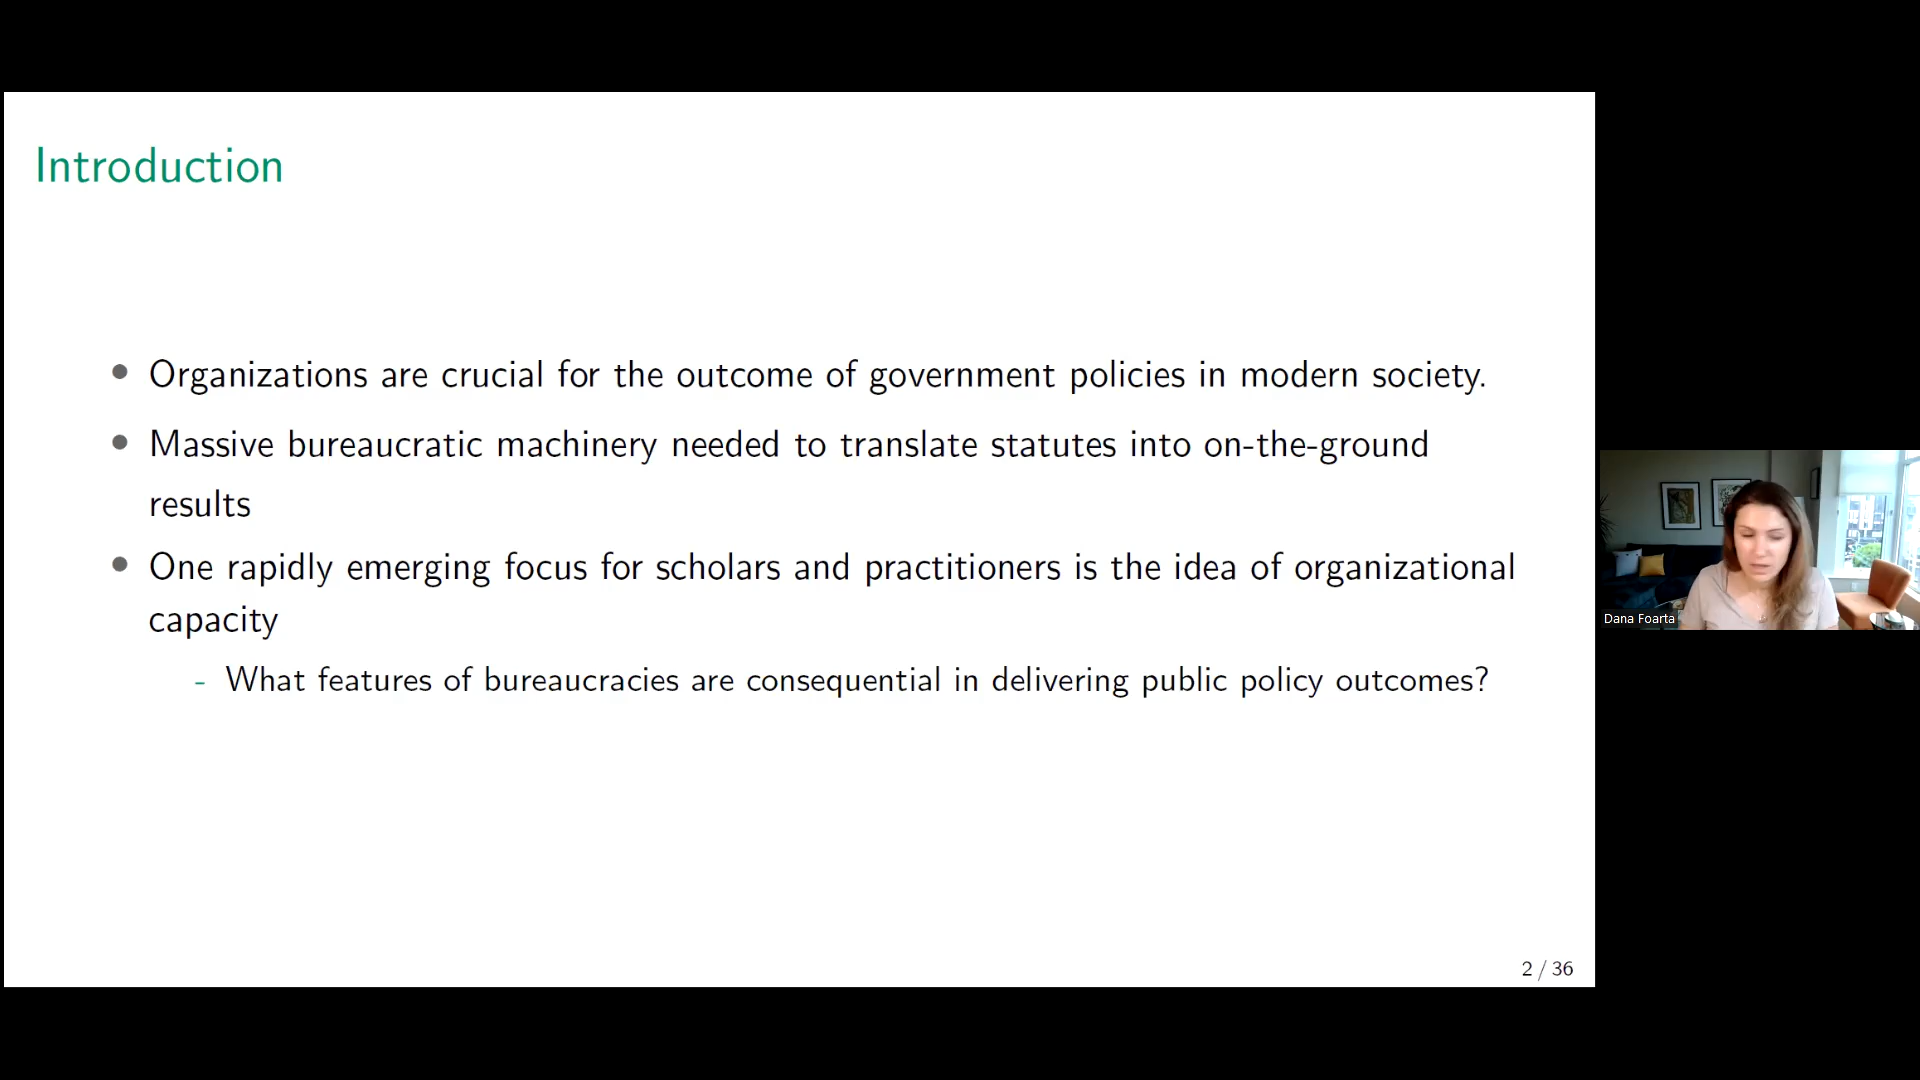 Introduction
• Organizations are crucial for the outcome of government policies in modern society.
• Massive bureaucratic machinery needed to translate statutes into on-the-ground
results
• One rapidly emerging focus for scholars and practitioners is the idea of organizational
capacity
- What features of bureaucracies are consequential in delivering public policy outcomes?
2 / 36
Dana Foarta